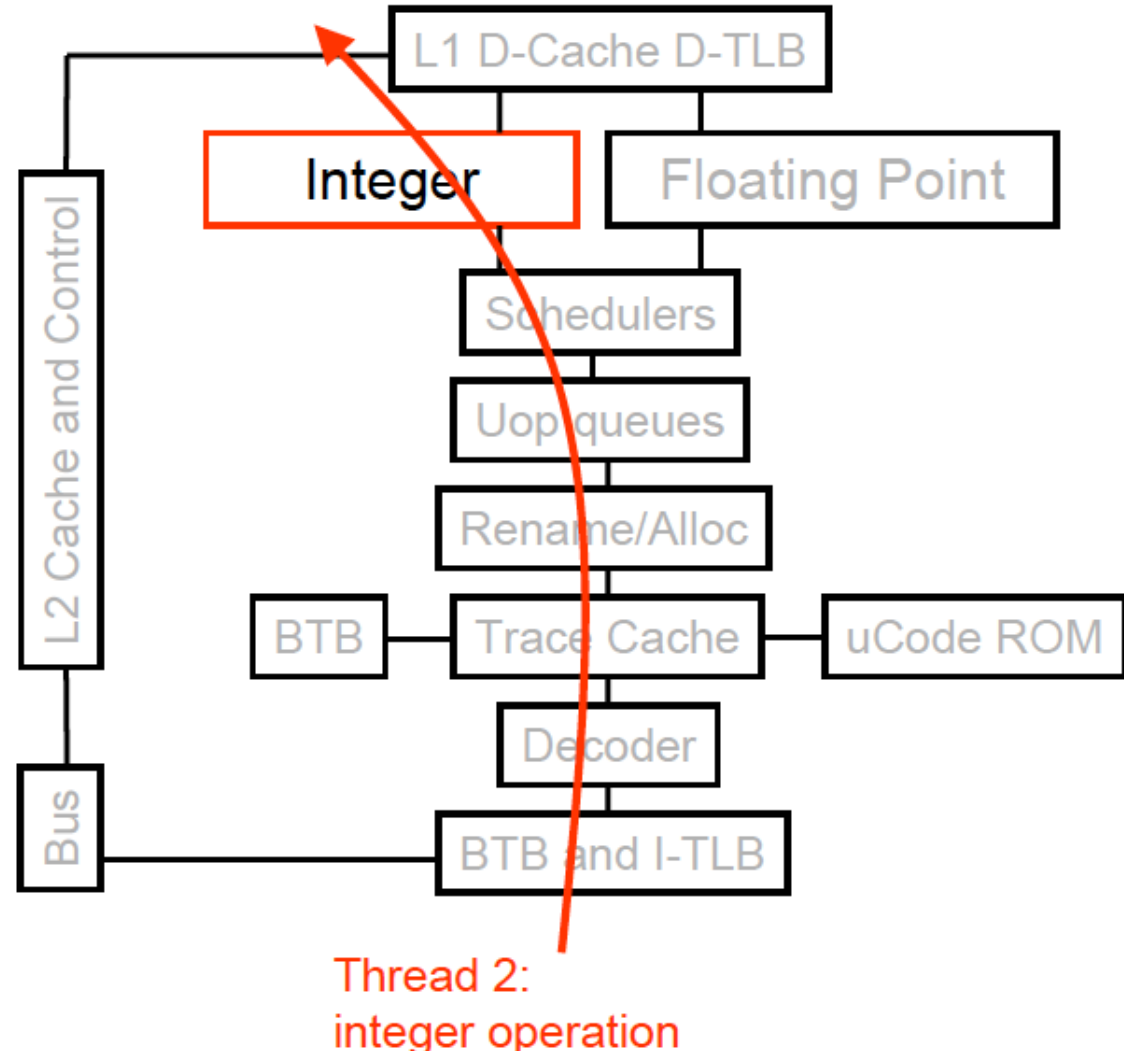 L1 D-Cache D-TLB
Integer
Floating Point
L2 Cache and Control
Schedulers
Uop queues
Rename/Alloc
BTB
Trace Cache
uCode ROM
Decoder
Bus
BTB and I-TLB
Thread 2:
integer operation